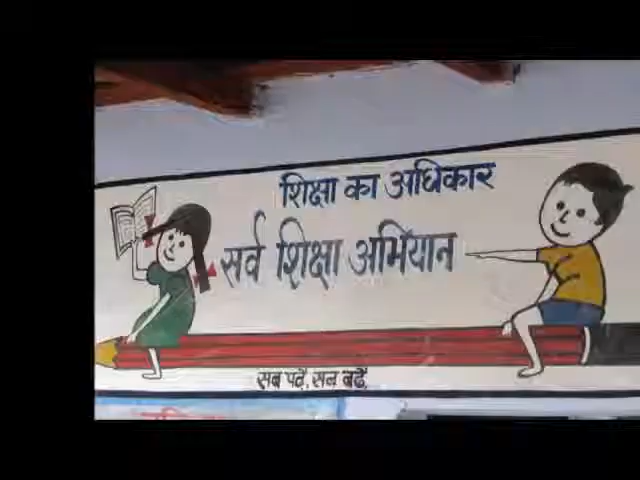 शिक्षा का अधिकार
सर्व शिक्षा अभियान
सब पढ़ें, सब बढ़ें,